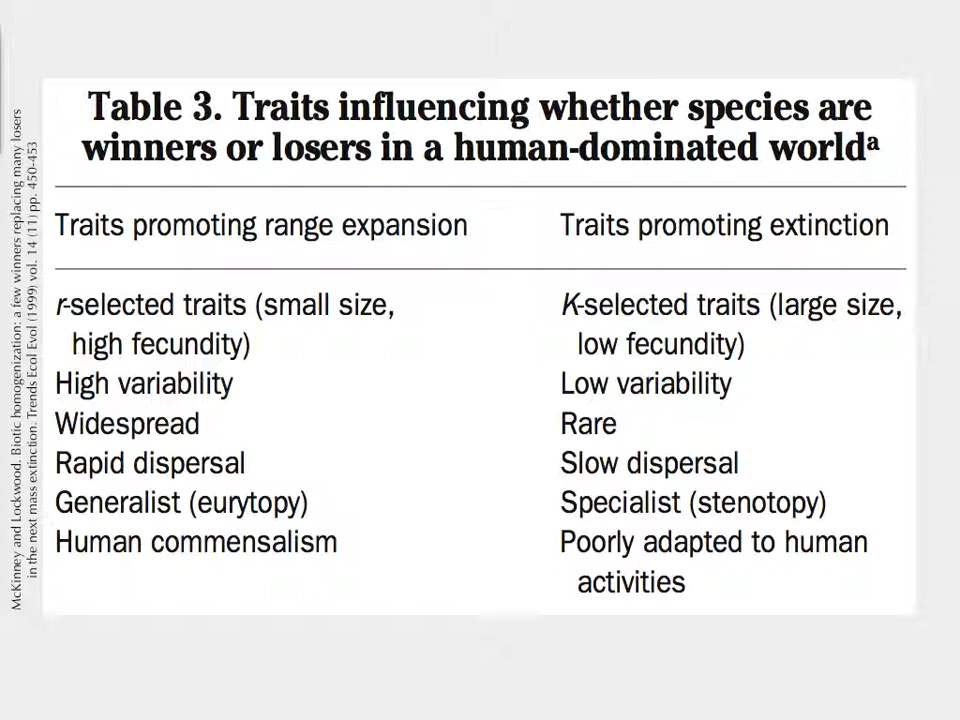 Table 3. Traits influencing whether species are
winners or losers in a human-dominated worldᵃ
Traits promoting range expansion
Traits promoting extinction
r-selected traits (small size,
high fecundity)
High variability
Widespread
Rapid dispersal
Generalist (eurytopy)
Human commensalism
K-selected traits (large size,
low fecundity)
Low variability
Rare
Slow dispersal
Specialist (stenotopy)
Poorly adapted to human
activities
McKinney and Lockwood. Biotic homogenization: a few winners replacing many losers
in the next mass extinction. Trends Ecol Evol (1999) vol. 14 (11) pp. 450-453